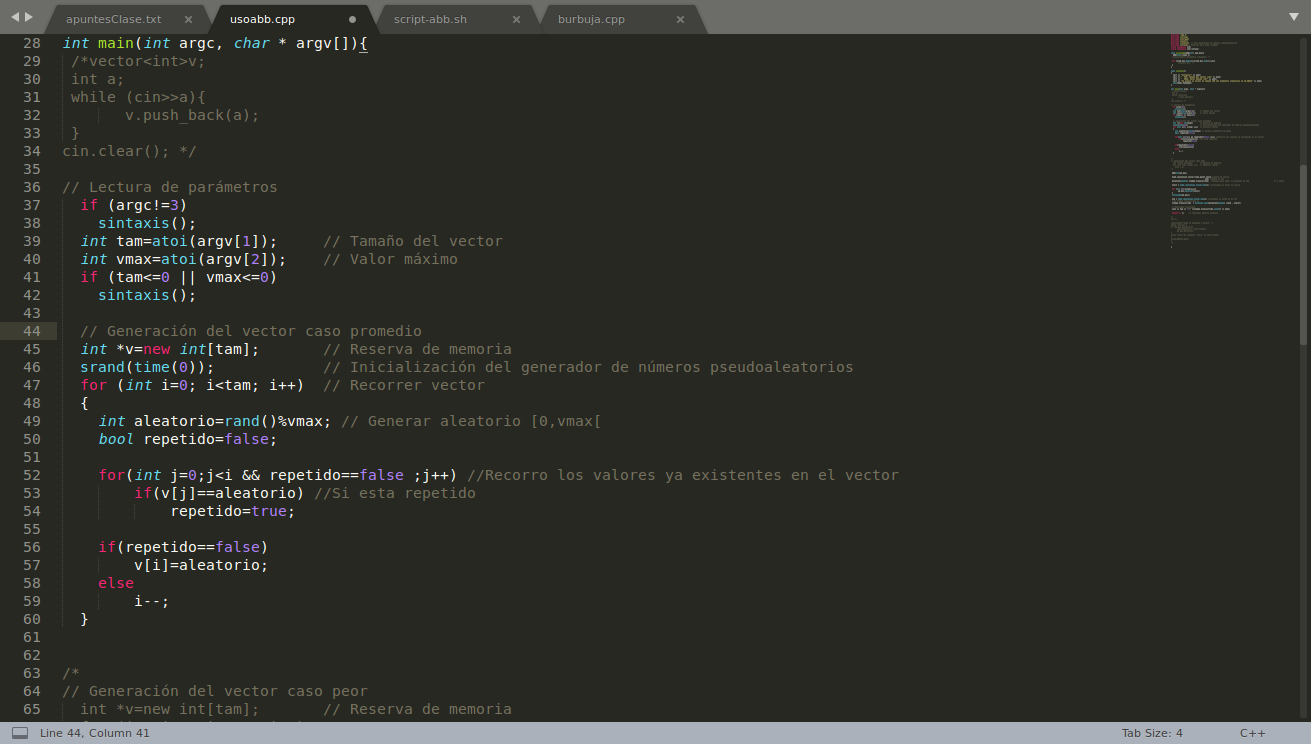 apuntesClase.txt × usoabb.cpp script-abb.sh × burbuja.cpp ×
28 int main(int argc, char * argv[]){
29 /*vector<int>v;
30 int a;
31 while (cin>>a){
32 v.push_back(a);
33 }
34 cin.clear(); */
35
36 // Lectura de parámetros
37 if (argc!=3)
38 sintaxis();
39 int tam=atoi(argv[1]); // Tamaño del vector
40 int vmax=atoi(argv[2]); // Valor máximo
41 if (tam<=0 || vmax<=0)
42 sintaxis();
43
44 // Generación del vector caso promedio
45 int *v=new int[tam]; // Reserva de memoria
46 srand(time(0)); // Inicialización del generador de números pseudoaleatorios
47 for (int i=0; i<tam; i++) // Recorrer vector
48 {
49 int aleatorio=rand()%vmax; // Generar aleatorio [0,vmax[
50 bool repetido=false;
51
52 for(int j=0;j<i && repetido==false ;j++) //Recorro los valores ya existentes en el vector
53 if(v[j]==aleatorio) //Si esta repetido
54 repetido=true;
55
56 if(repetido==false)
57 v[i]=aleatorio;
58 else
59 i--;
60 }
61
62
63 /*
64 // Generación del vector caso peor
65 int *v=new int[tam]; // Reserva de memoria
Line 44, Column 41 Tab Size: 4 C++